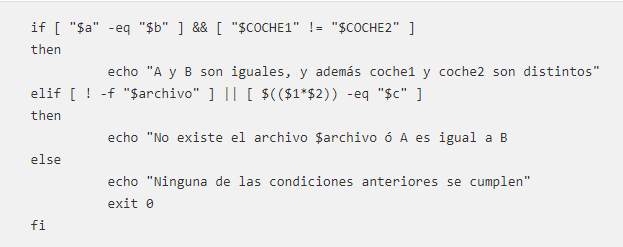 if [ "$a" -eq "$b" ] && [ "$COCHE1" != "$COCHE2" ]
then
echo "A y B son iguales, y además coche1 y coche2 son distintos"
elif [ ! -f "$archivo" ] || [ $(($1*$2)) -eq "$c" ]
then
echo "No existe el archivo $archivo ó A es igual a B
else
echo "Ninguna de las condiciones anteriores se cumplen"
exit 0
fi